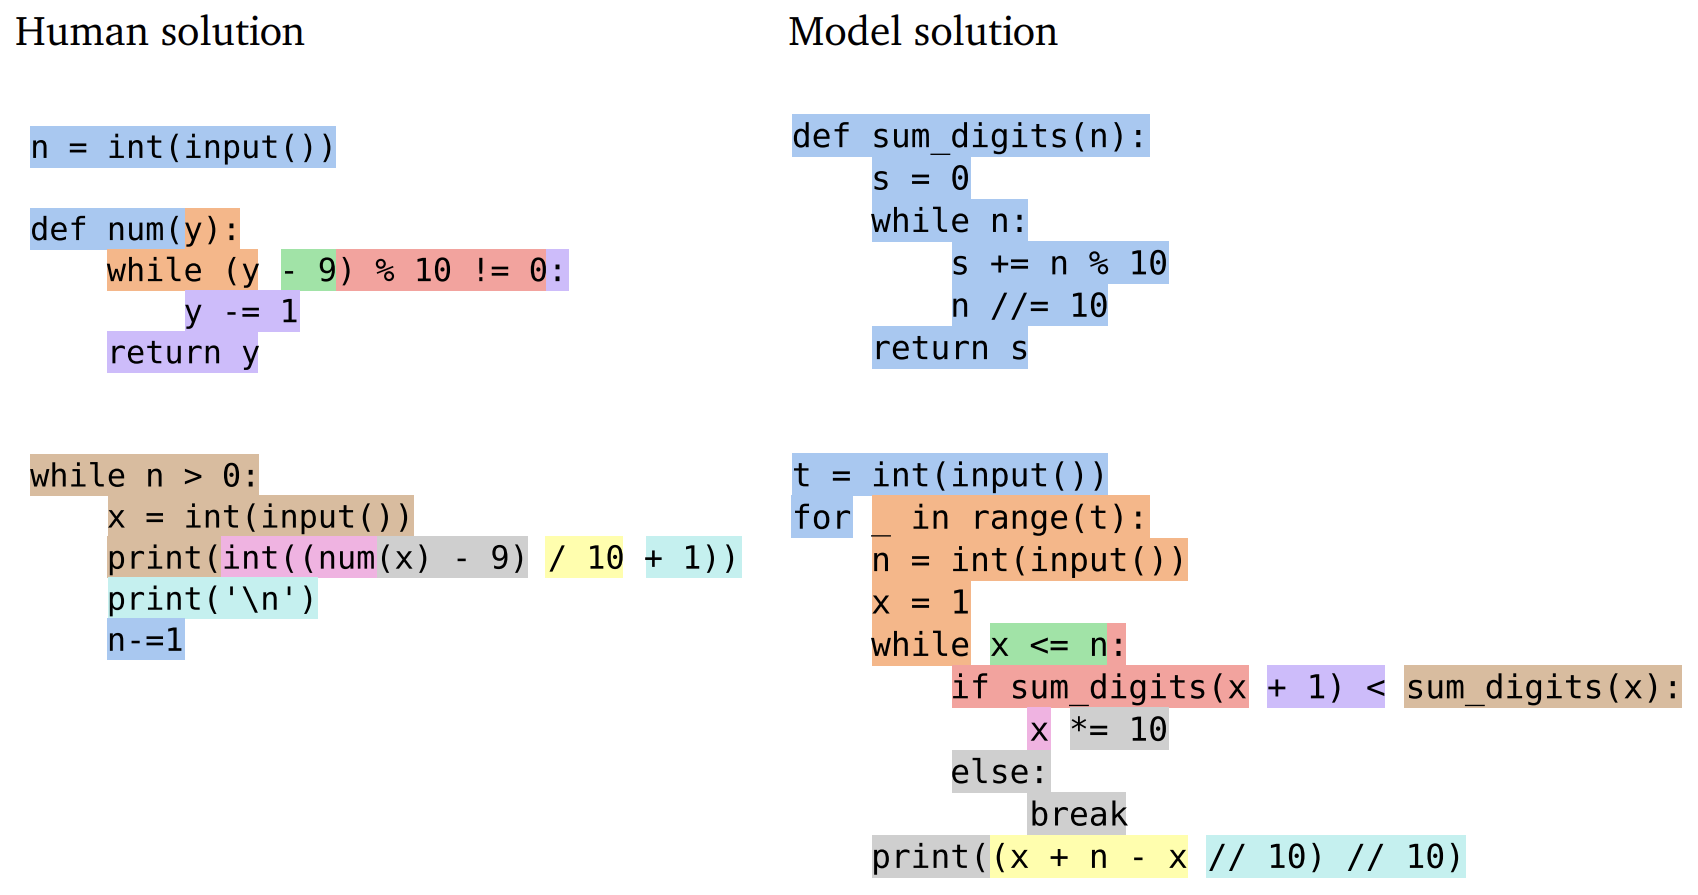 Human solution
n = int(input())
def num(y):
while (y - 9) % 10 != 0:
y -= 1
return y
while n > 0:
x = int(input())
print(int((num(x) - 9) / 10 + 1))
print('\n')
n-=1
Model solution
def sum_digits(n):
s = 0
while n:
s += n % 10
n //= 10
return s
t = int(input())
for _ in range(t):
n = int(input())
x = 1
while x <= n:
if sum_digits(x + 1) < sum_digits(x):
x *= 10
else:
break
print((x + n - x // 10) // 10)